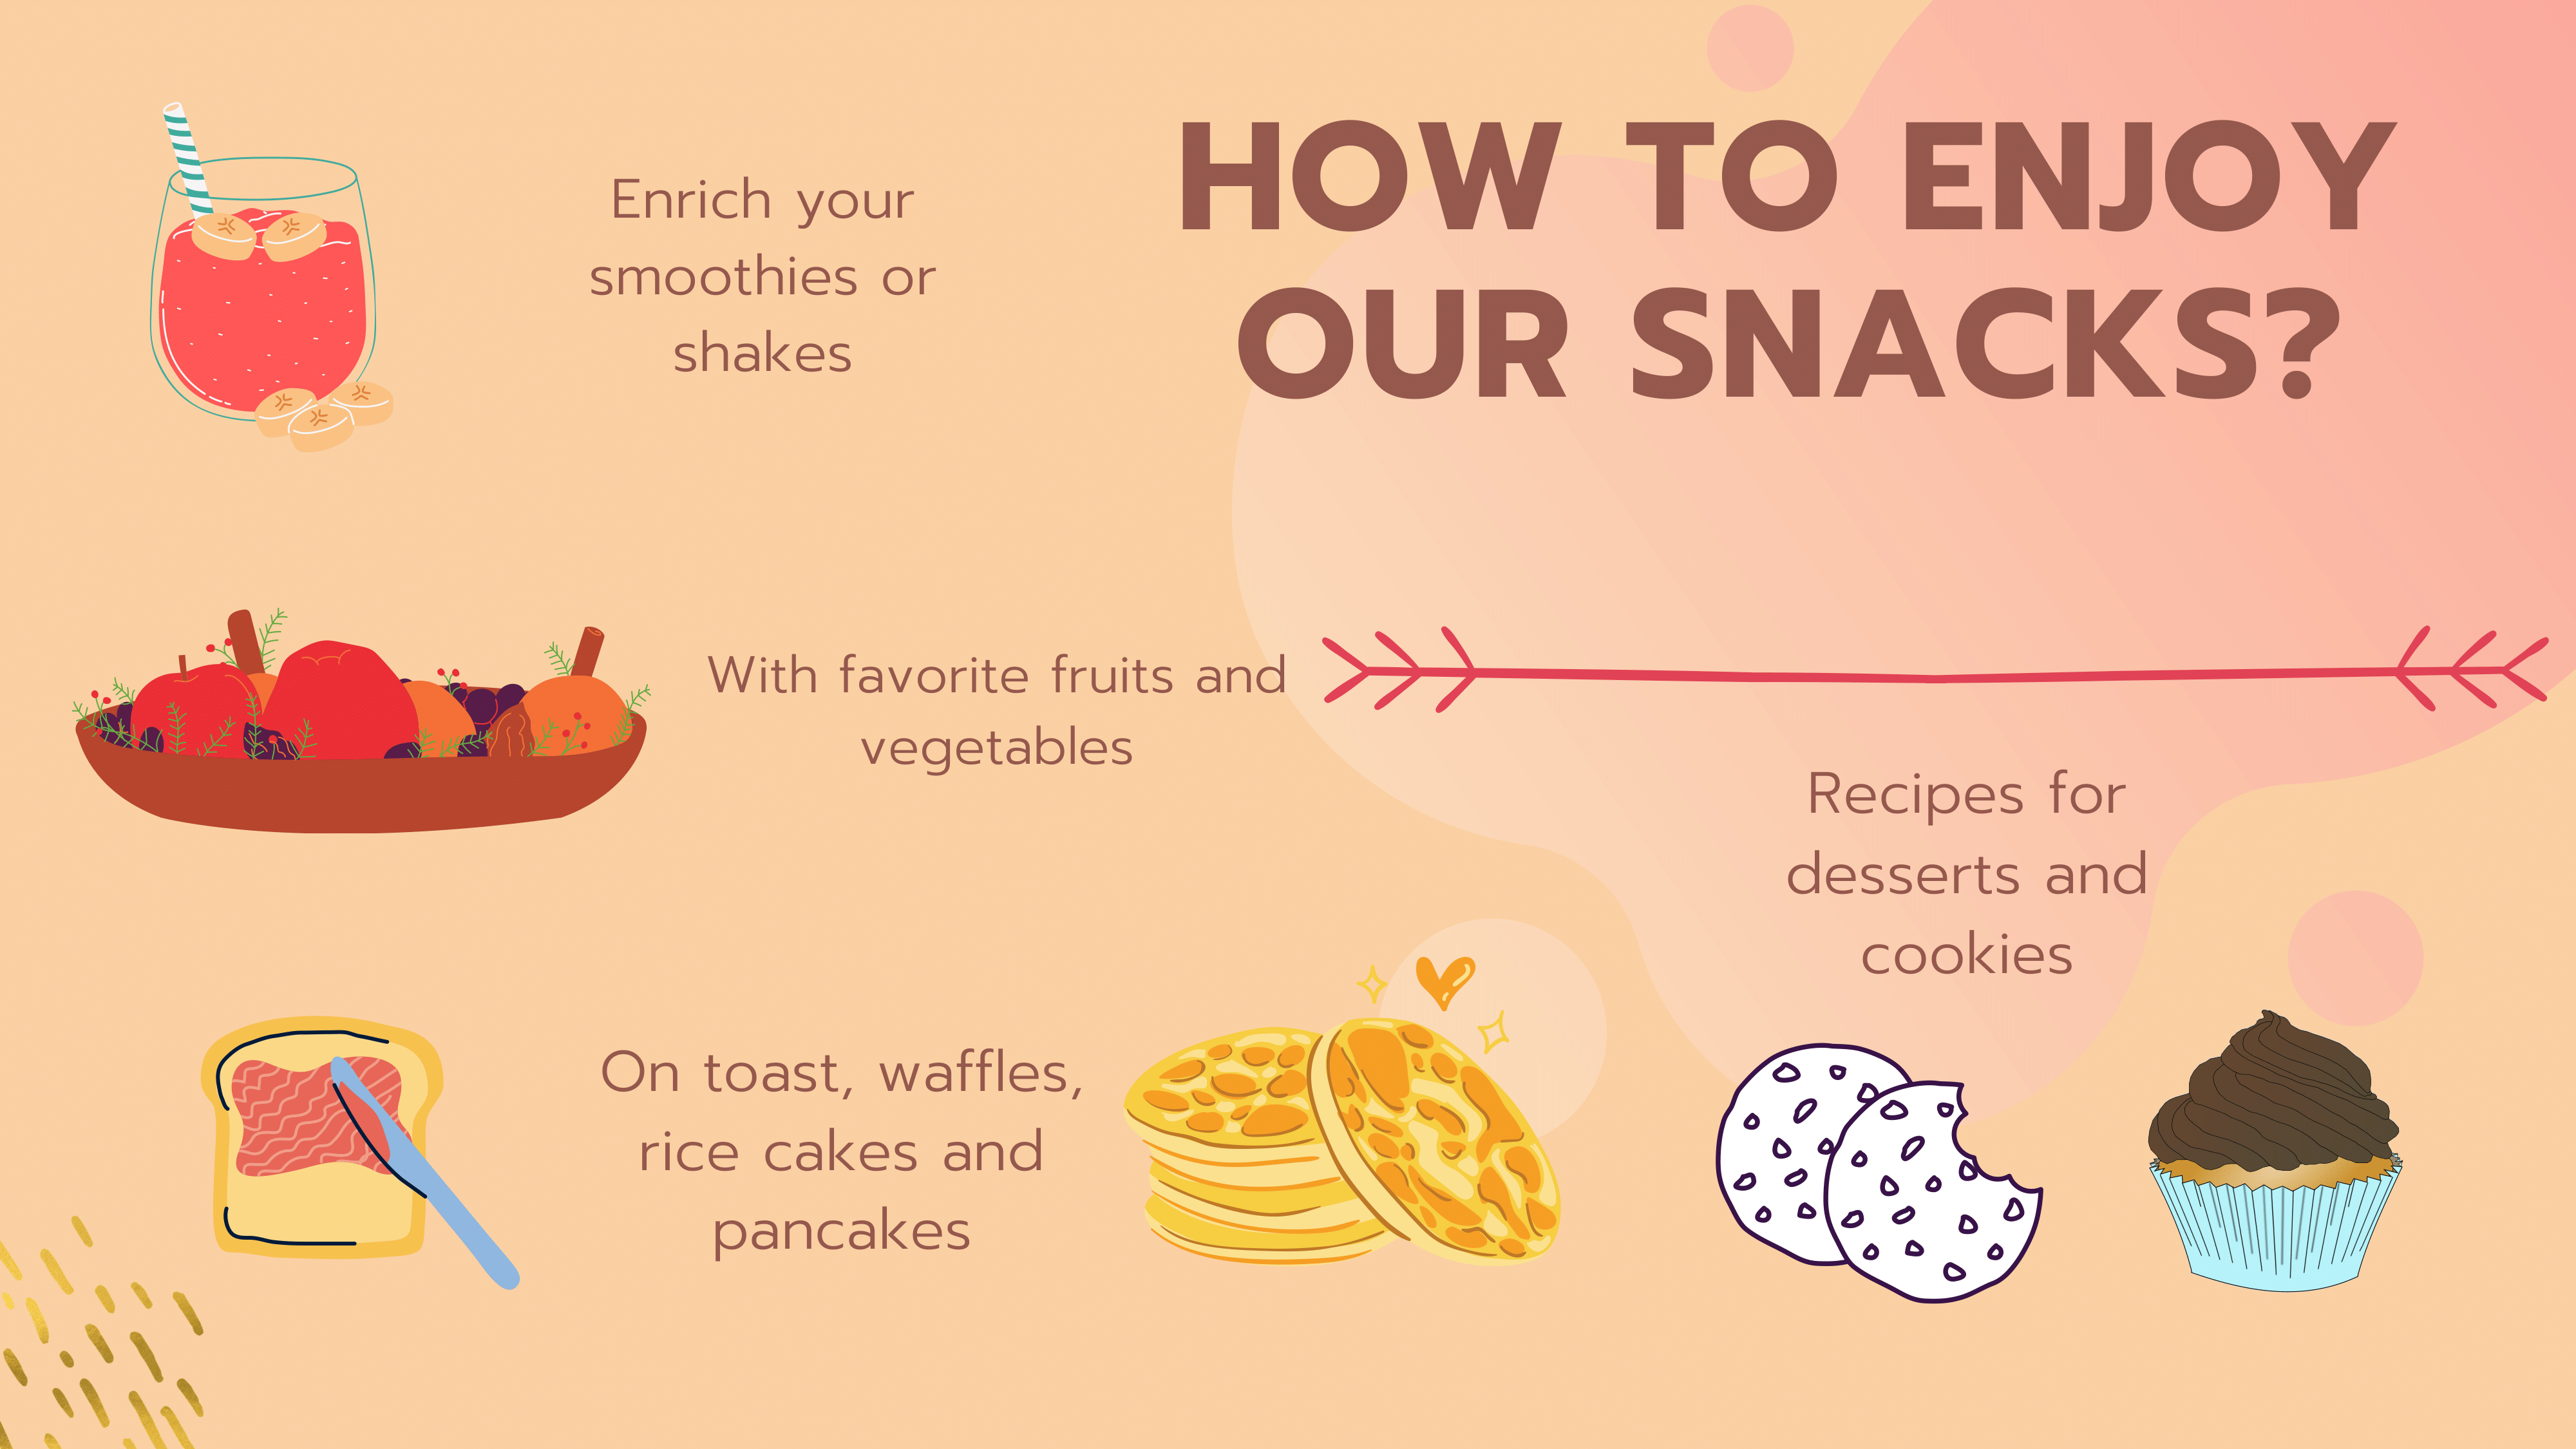 HOW TO ENJOY
OUR SNACKS?
Enrich your
smoothies or
shakes
With favorite fruits and
vegetables
On toast, waffles,
rice cakes and
pancakes
Recipes for
desserts and
cookies